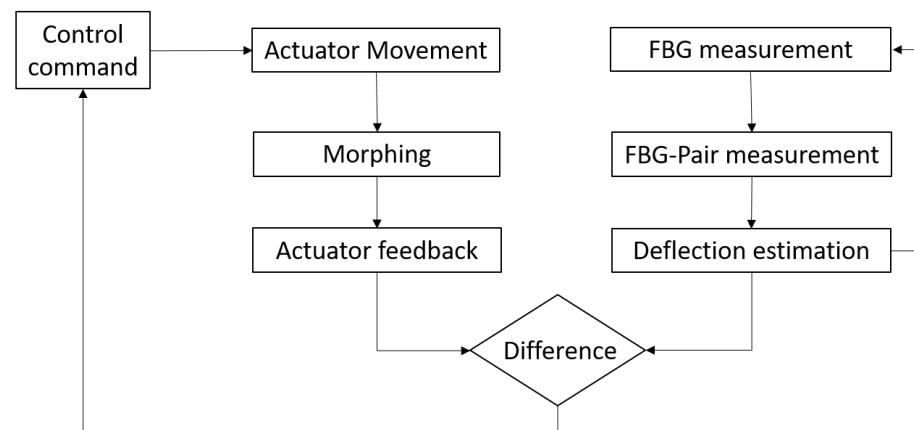 Control
command
Actuator Movement
FBG measurement
Morphing
FBG-Pair measurement
Actuator feedback
Deflection estimation
Difference